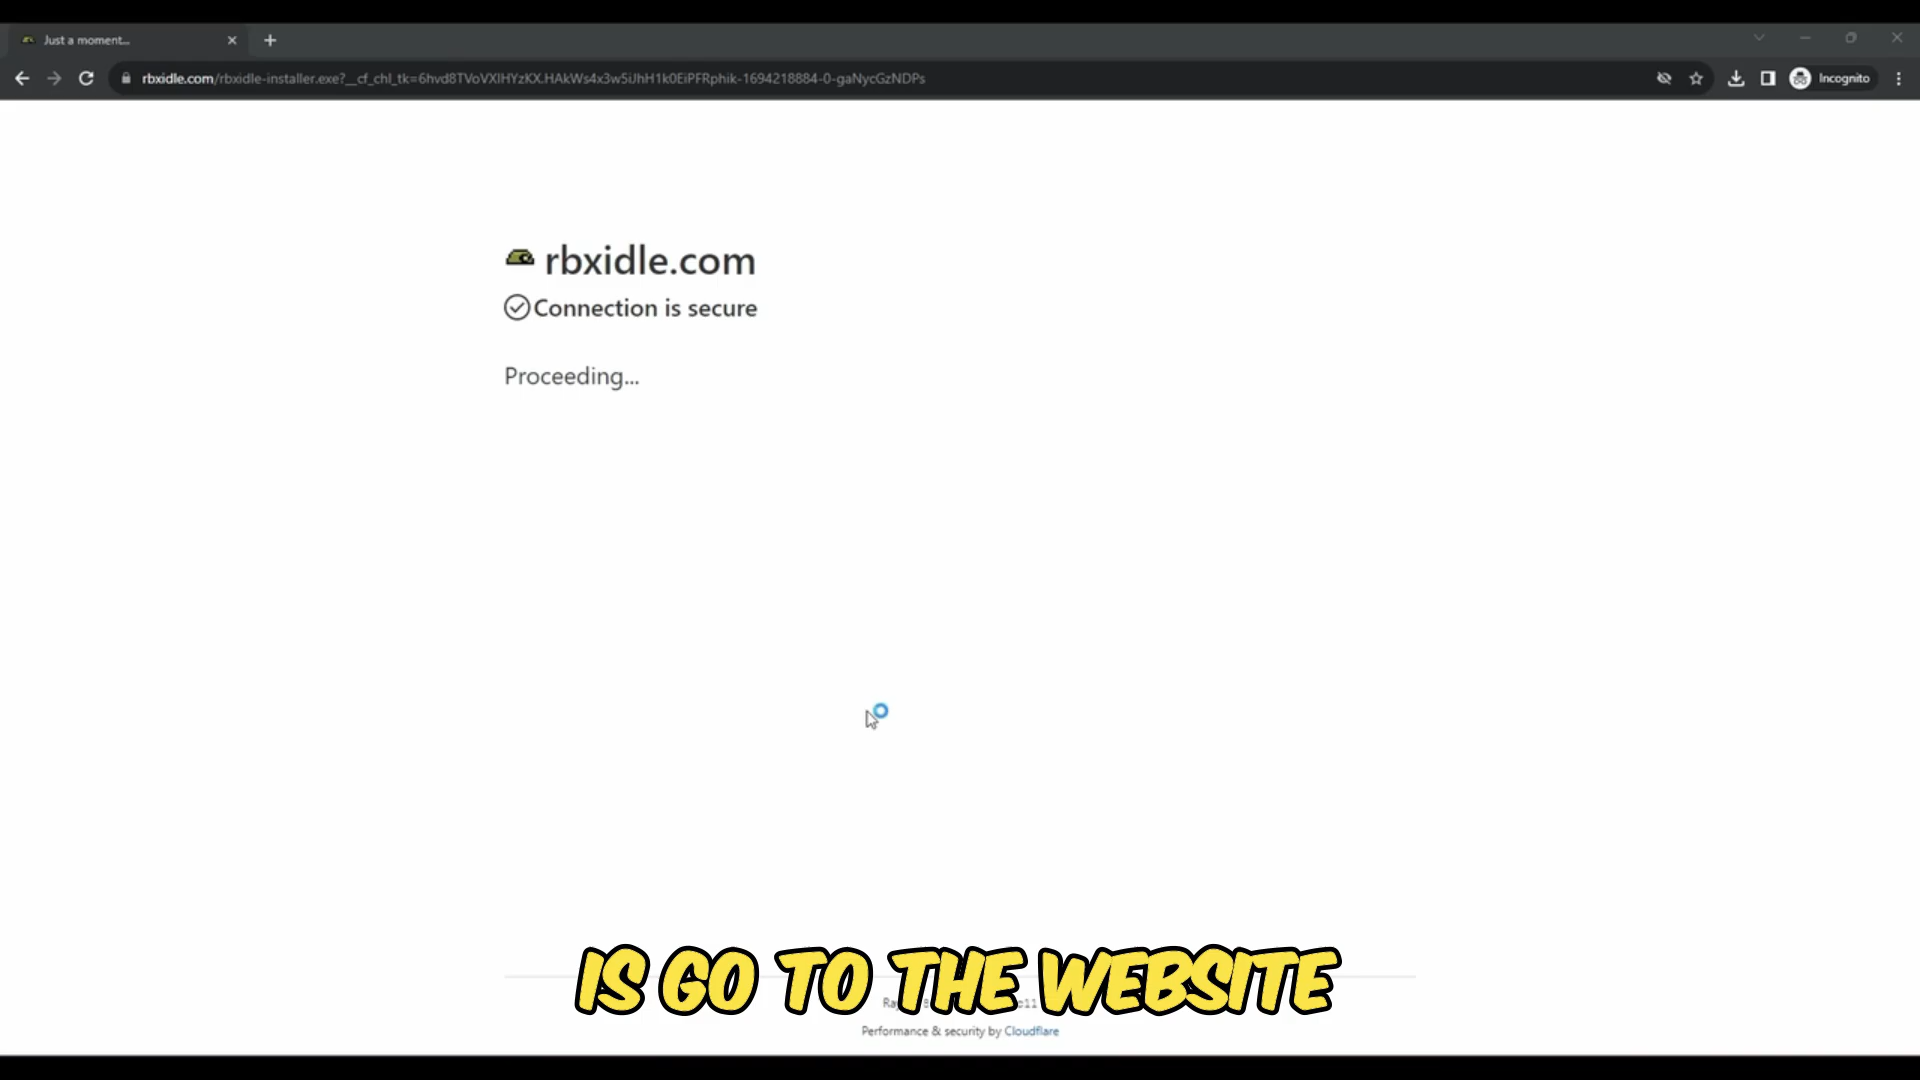 Just a moment...
rbxidle.com/rbxidle-installer.exe?__cf_chl_tk=6hvd8TVoVXIHYzKX.HAkWs4x3w5iJhH1k0EiPFRphik-1694218884-0-gaNycGzNDPs
Incognito
rbxidle.com
Connection is secure
Proceeding...
IS GO TO THE WEBSITE
Performance & security by Cloudflare